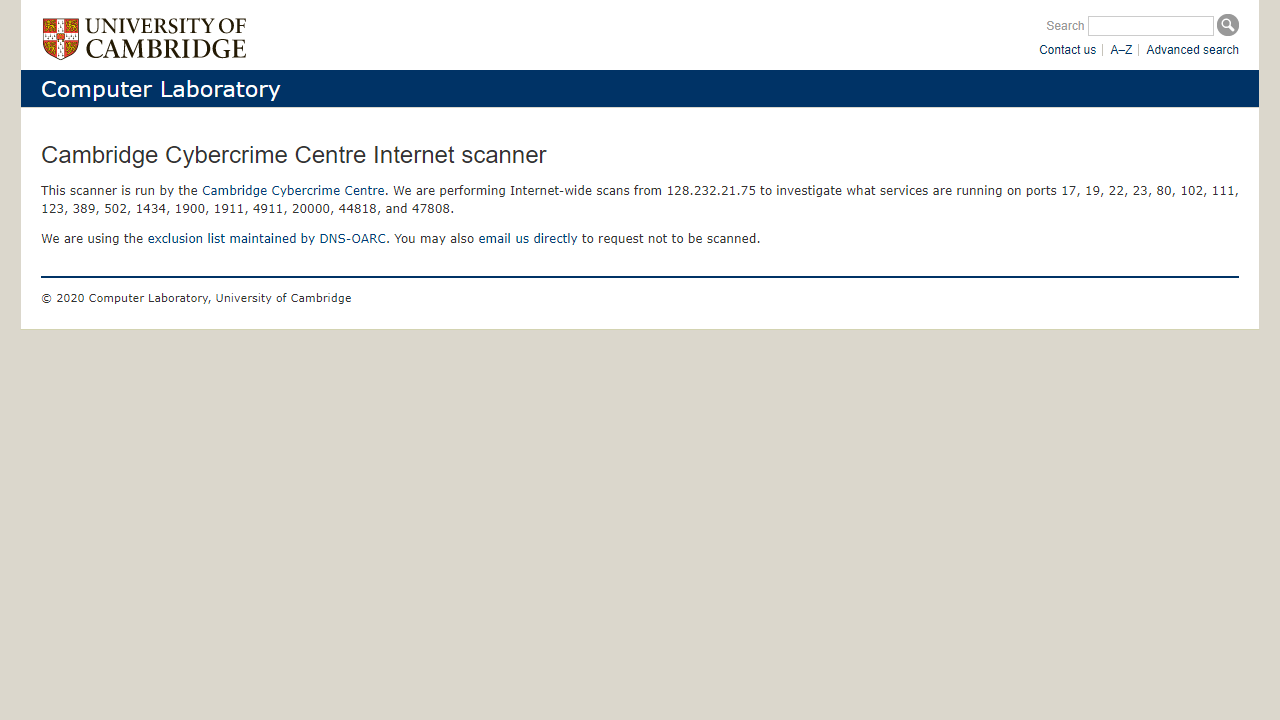 UNIVERSITY OF
CAMBRIDGE
Search
Contact us
A–Z
Advanced search
Computer Laboratory
Cambridge Cybercrime Centre Internet scanner
This scanner is run by the Cambridge Cybercrime Centre. We are performing Internet-wide scans from 128.232.21.75 to investigate what services are running on ports 17, 19, 22, 23, 80, 102, 111,
123, 389, 502, 1434, 1900, 1911, 4911, 20000, 44818, and 47808.
We are using the exclusion list maintained by DNS-OARC. You may also email us directly to request not to be scanned.
© 2020 Computer Laboratory, University of Cambridge